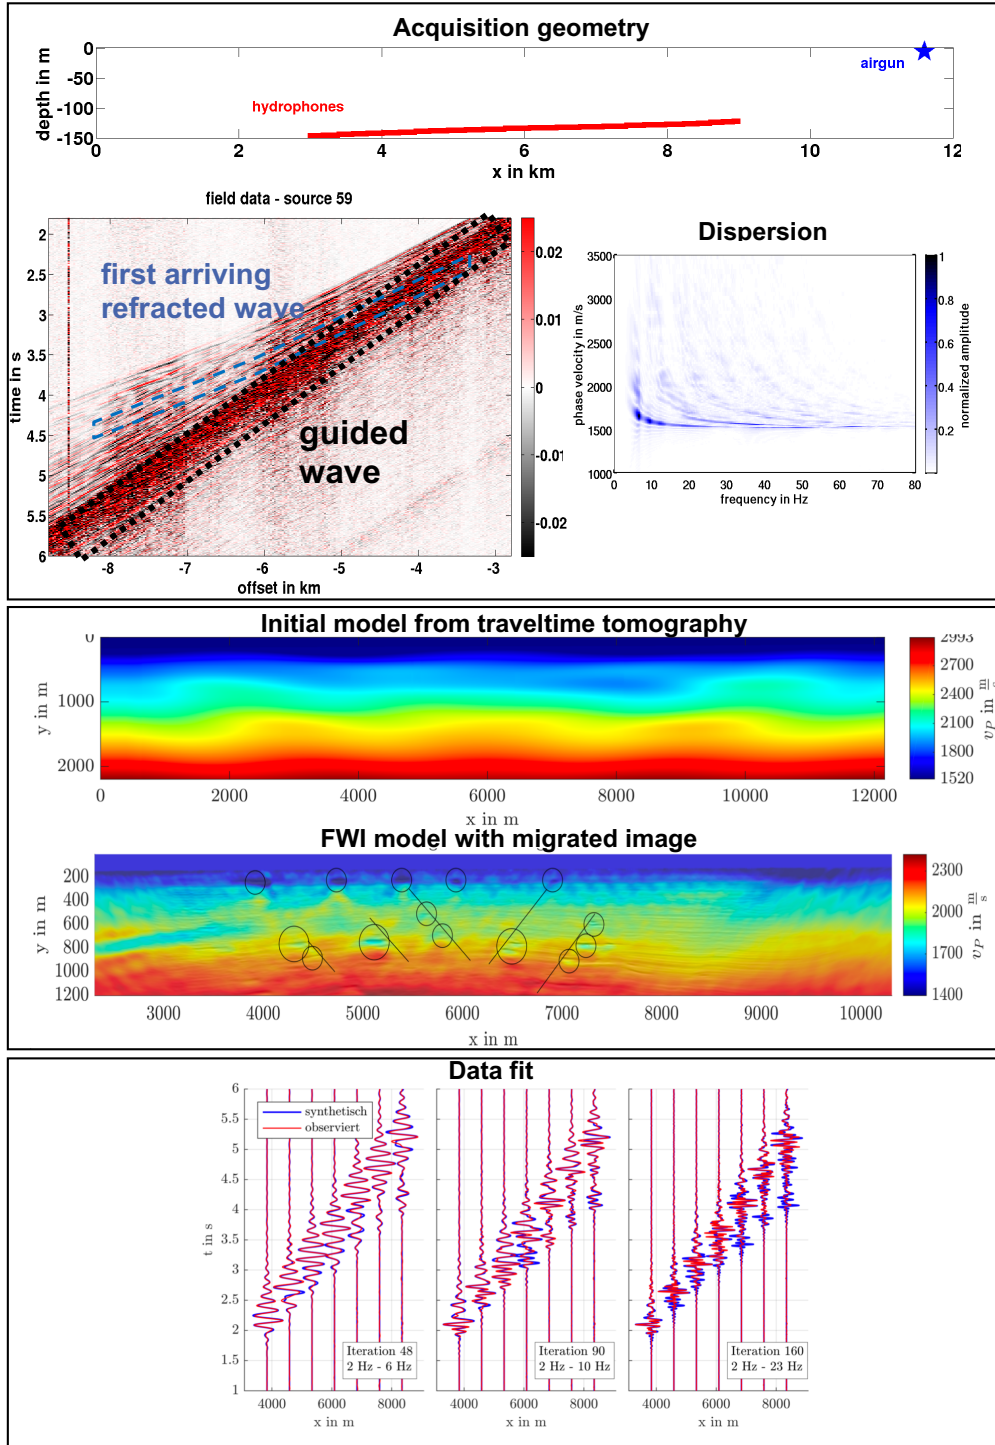 Acquisition geometry
depth in m
0
-50
-100
-150
hydrophones
airgun
0 2 4 6 8 10 12
x in km
field data - source 59
time in s
2
2.5
3
3.5
4
4.5
5
5.5
6
first arriving
refracted wave
guided
wave
-8 -7 -6 -5 -4 -3
offset in km
0.02
0.01
0
-0.01
-0.02
Dispersion
phase velocity in m/s
3500
3000
2500
2000
1500
1000
0 10 20 30 40 50 60 70 80
frequency in Hz
1
0.8
0.6
0.4
0.2
normalized amplitude
Initial model from traveltime tomography
y in m
0
1000
2000
0 2000 4000 6000 8000 10000 12000
x in m
2993
2700
2400
2100
1800
1520
vP in m/s
FWI model with migrated image
y in m
200
400
600
800
1000
1200
3000 4000 5000 6000 7000 8000 9000 10000
x in m
2300
2000
1700
1400
vP in m/s
Data fit
t in s
6
5.5
5
4.5
4
3.5
3
2.5
2
1.5
1
synthetisch
observiert
Iteration 48
2 Hz - 6 Hz
4000 6000 8000
x in m
Iteration 90
2 Hz - 10 Hz
4000 6000 8000
x in m
Iteration 160
2 Hz - 23 Hz
4000 6000 8000
x in m